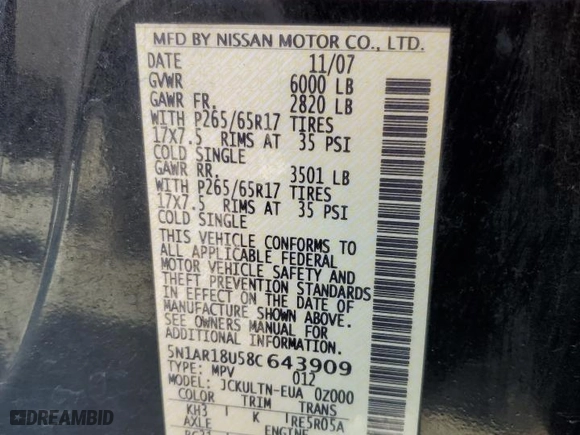 MFD BY NISSAN MOTOR CO., LTD.
DATE 11/07
GVWR 6000 LB
GAWR FR. 2820 LB
WITH P265/65R17 TIRES
17X7.5 RIMS AT 35 PSI
COLD SINGLE
GAWR RR. 3501 LB
WITH P265/65R17 TIRES
17X7.5 RIMS AT 35 PSI
COLD SINGLE
THIS VEHICLE CONFORMS TO
ALL APPLICABLE FEDERAL
MOTOR VEHICLE SAFETY AND
THEFT PREVENTION STANDARDS
IN EFFECT ON THE DATE OF
MANUFACTURE SHOWN ABOVE.
SEE OWNERS MANUAL FOR
ADDITIONAL INFORMATION.
5N1AR18U58C643909
TYPE: MPV 012
MODEL: JCKULTN-EUA 0Z000
COLOR TRIM TRANS
KH3 K RE5R05A
AXLE ENGINE
DREAMBID